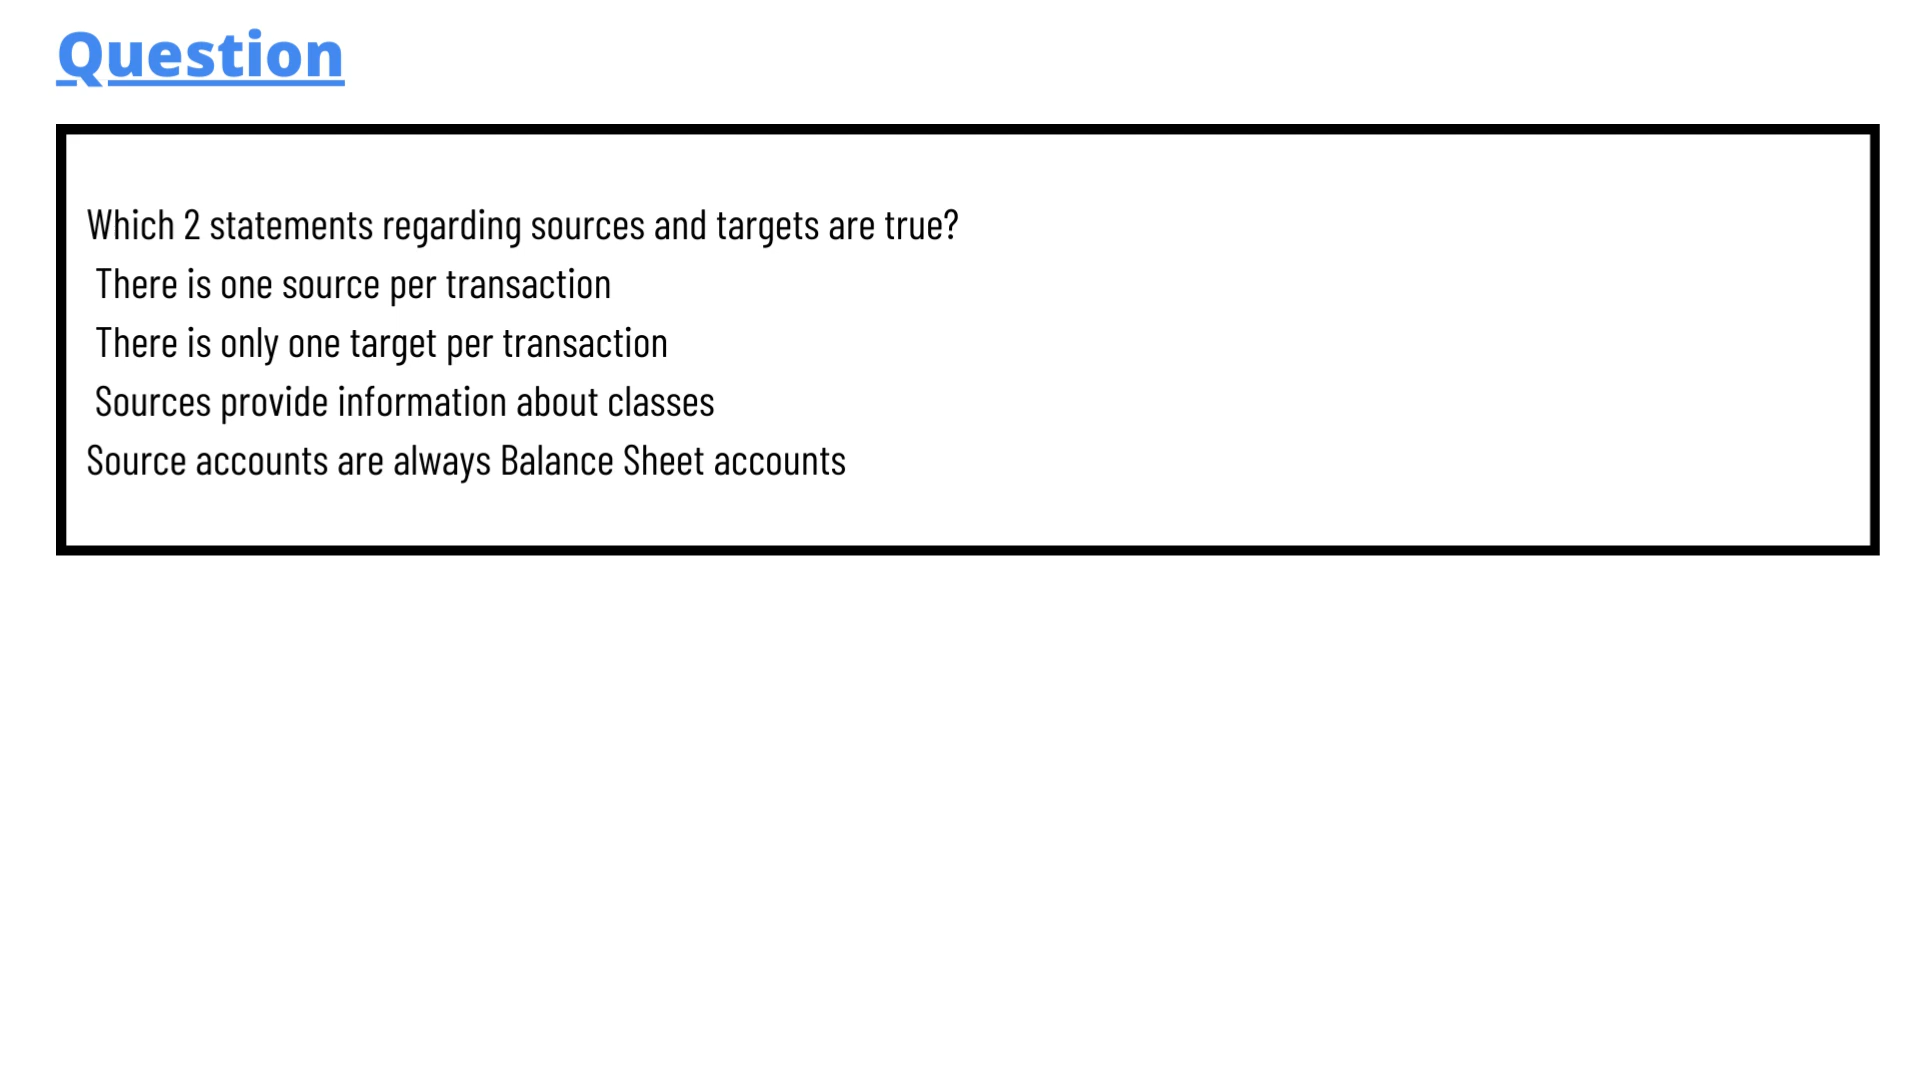 Question
Which 2 statements regarding sources and targets are true?
There is one source per transaction
There is only one target per transaction
Sources provide information about classes
Source accounts are always Balance Sheet accounts